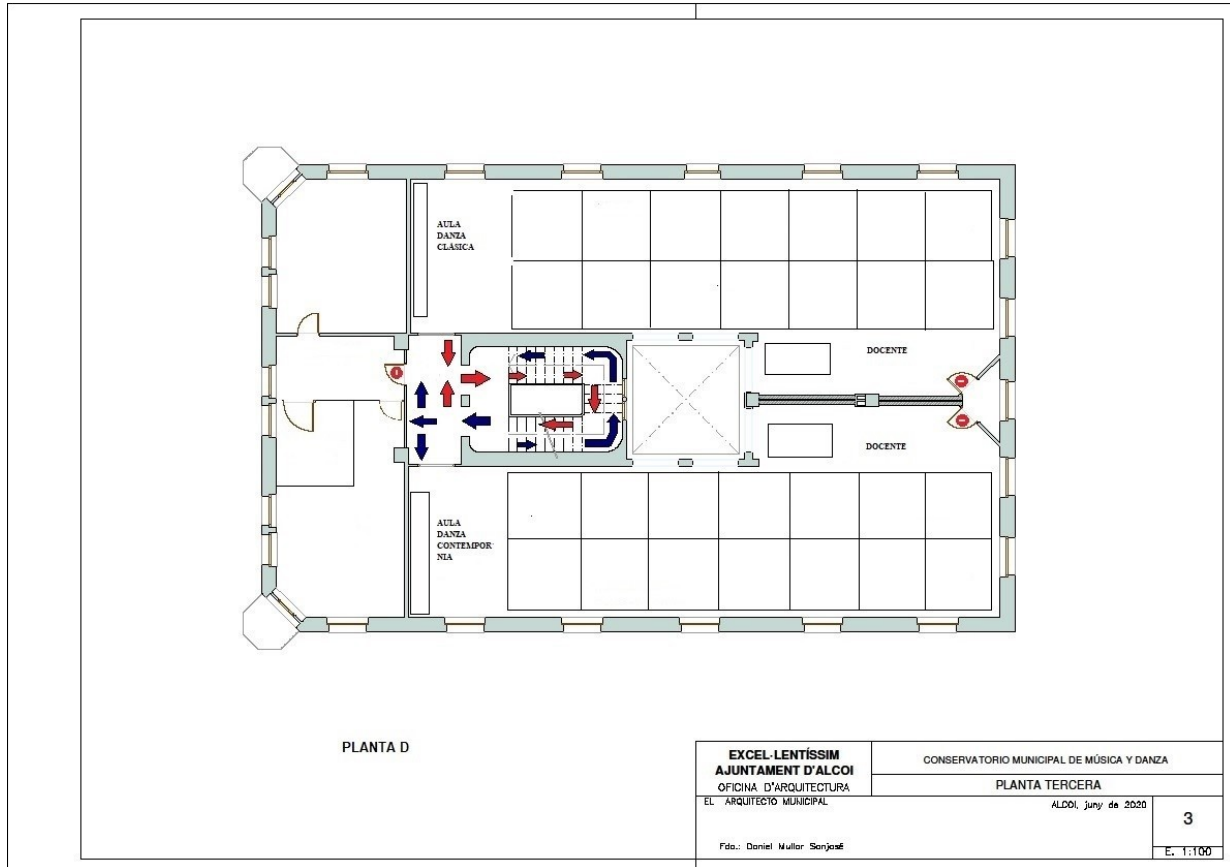 AULA
DANZA
CLÁSICA
DOCENTE
DOCENTE
AULA
DANZA
CONTEMPOR
NIA
PLANTA D
EXCEL·LENTÍSSIM
AJUNTAMENT D'ALCOI
OFICINA D'ARQUITECTURA
CONSERVATORIO MUNICIPAL DE MÚSICA Y DANZA
PLANTA TERCERA
EL ARQUITECTO MUNICIPAL
ALCOI, juny de 2020
Fdo.: Daniel Mullor Sanjosé
3
E. 1:100